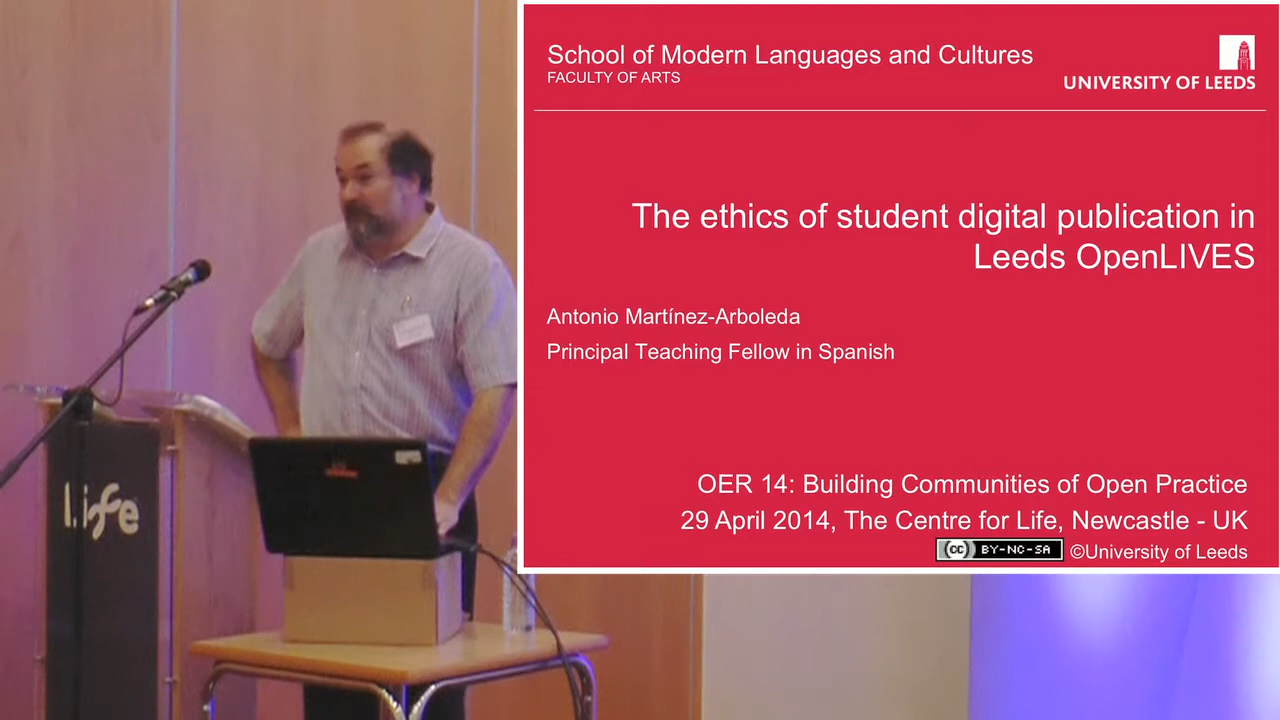 School of Modern Languages and Cultures
FACULTY OF ARTS
UNIVERSITY OF LEEDS
The ethics of student digital publication in
Leeds OpenLIVES
Antonio Martínez-Arboleda
Principal Teaching Fellow in Spanish
OER 14: Building Communities of Open Practice
29 April 2014, The Centre for Life, Newcastle - UK
cc BY-NC-SA ©University of Leeds
Life